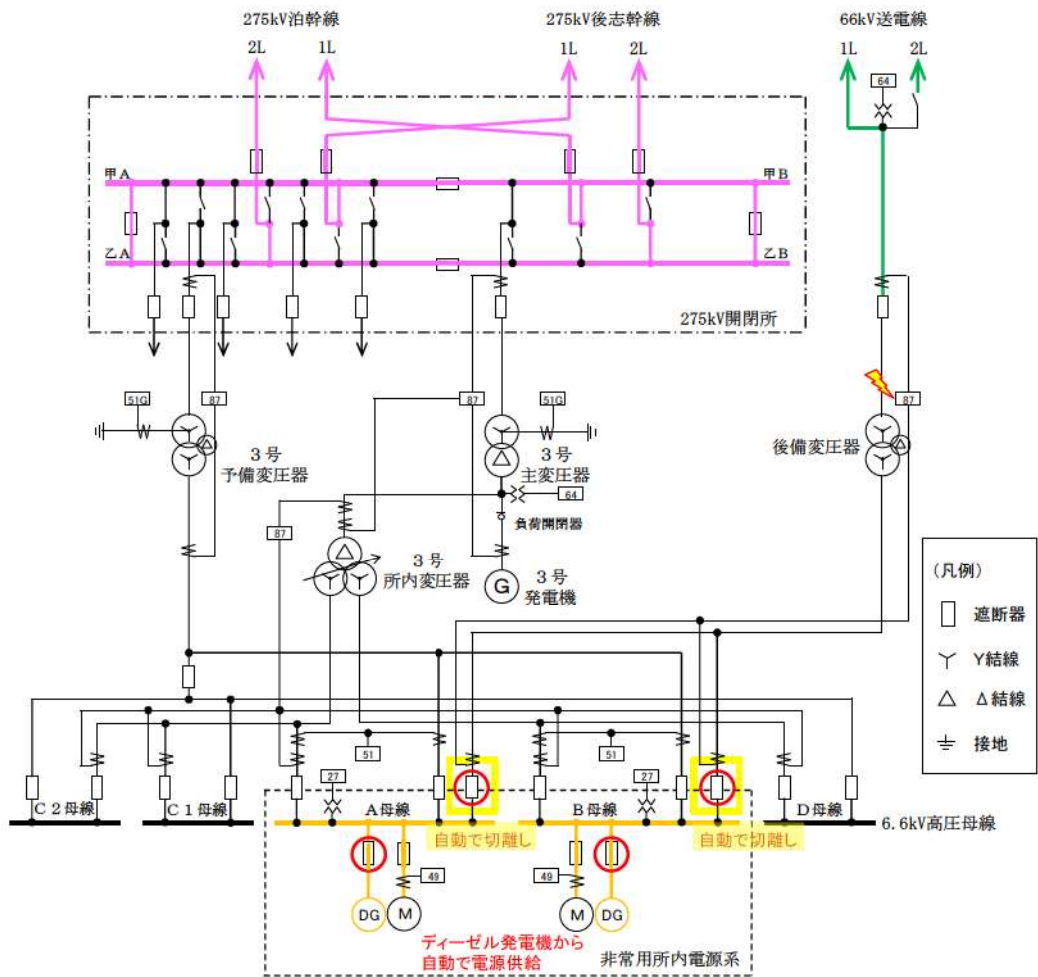 275kV泊幹線
275kV後志幹線
66kV送電線
2L
1L
1L
2L
1L
2L
64
甲A
甲B
乙A
乙B
275kV開閉所
51G
87
87
51G
87
3号
予備変圧器
3号
主変圧器
後備変圧器
64
負荷開閉器
87
3号
所内変圧器
G
3号
発電機
(凡例)
遮断器
Y結線
Δ結線
接地
51
51
27
27
C2母線
C1母線
A母線
B母線
D母線
6.6kV高圧母線
自動で切離し
自動で切離し
49
49
DG
M
M
DG
ディーゼル発電機から
自動で電源供給
非常用所内電源系